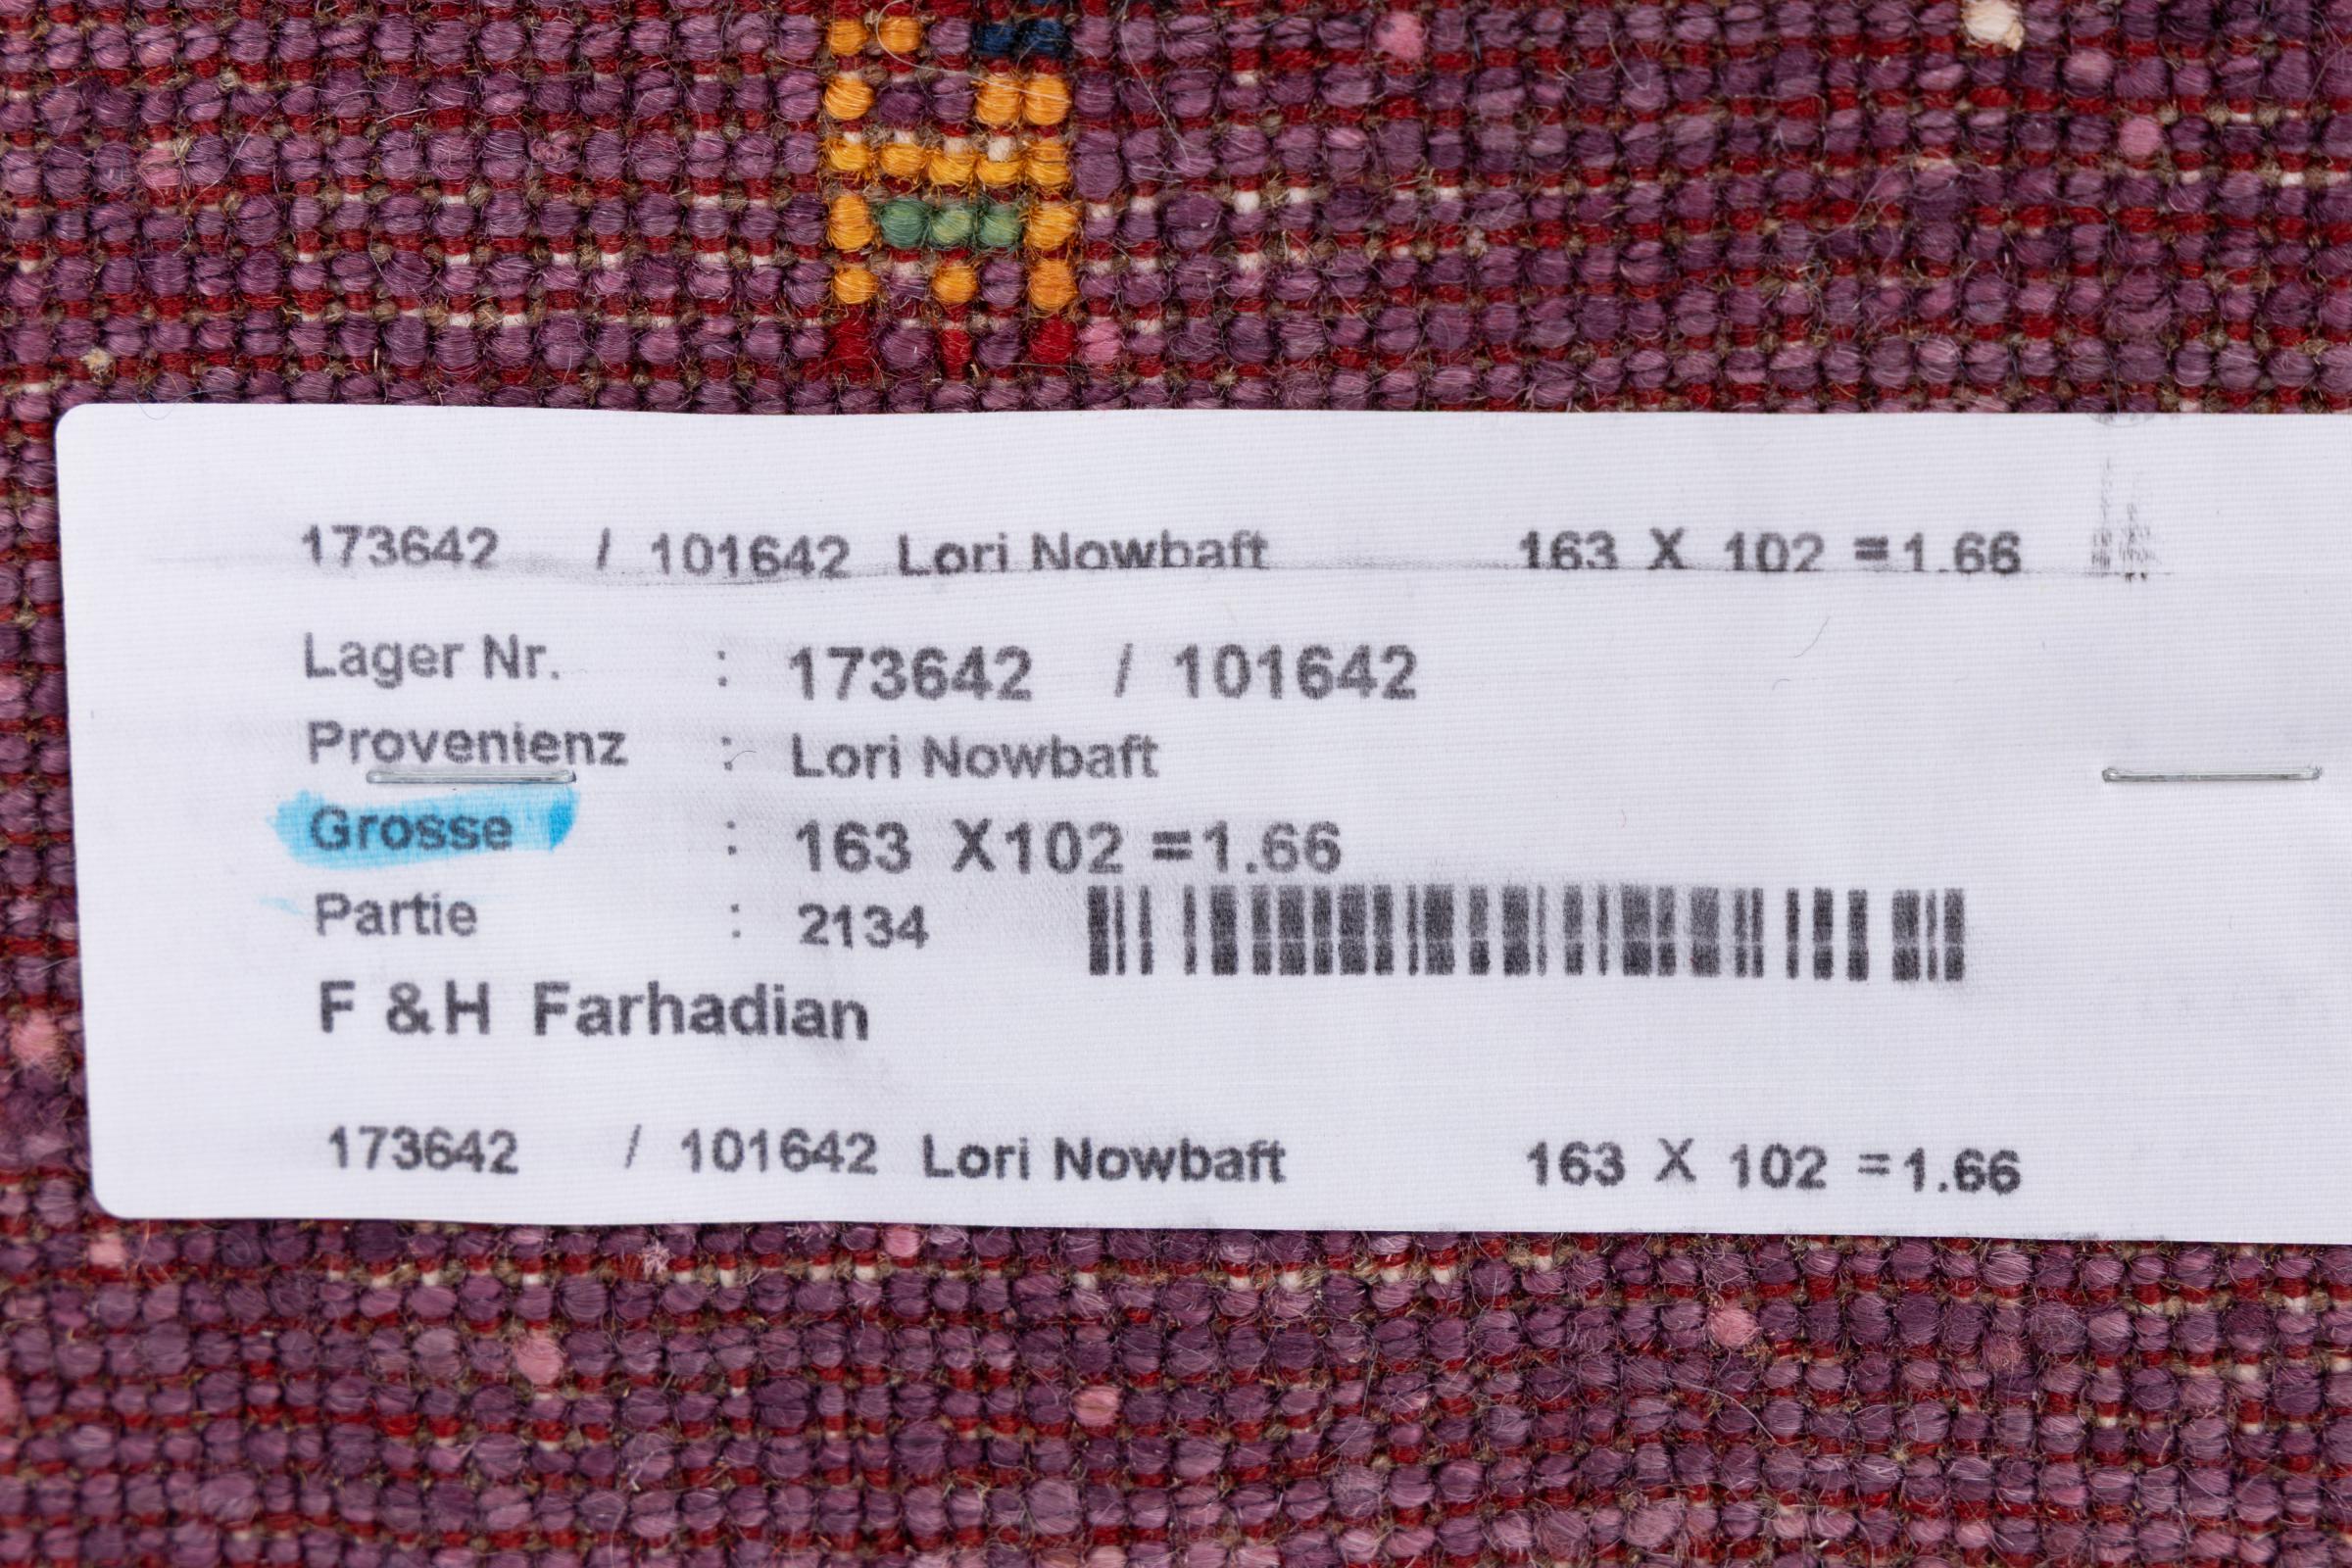 173642 / 101642 Lori Nowbaft 163 X 102 =1.66
Lager Nr. : 173642 / 101642
Provenienz : Lori Nowbaft
Grosse : 163 X102 =1.66
Partie : 2134
F &H Farhadian
173642 / 101642 Lori Nowbaft 163 X 102 =1.66